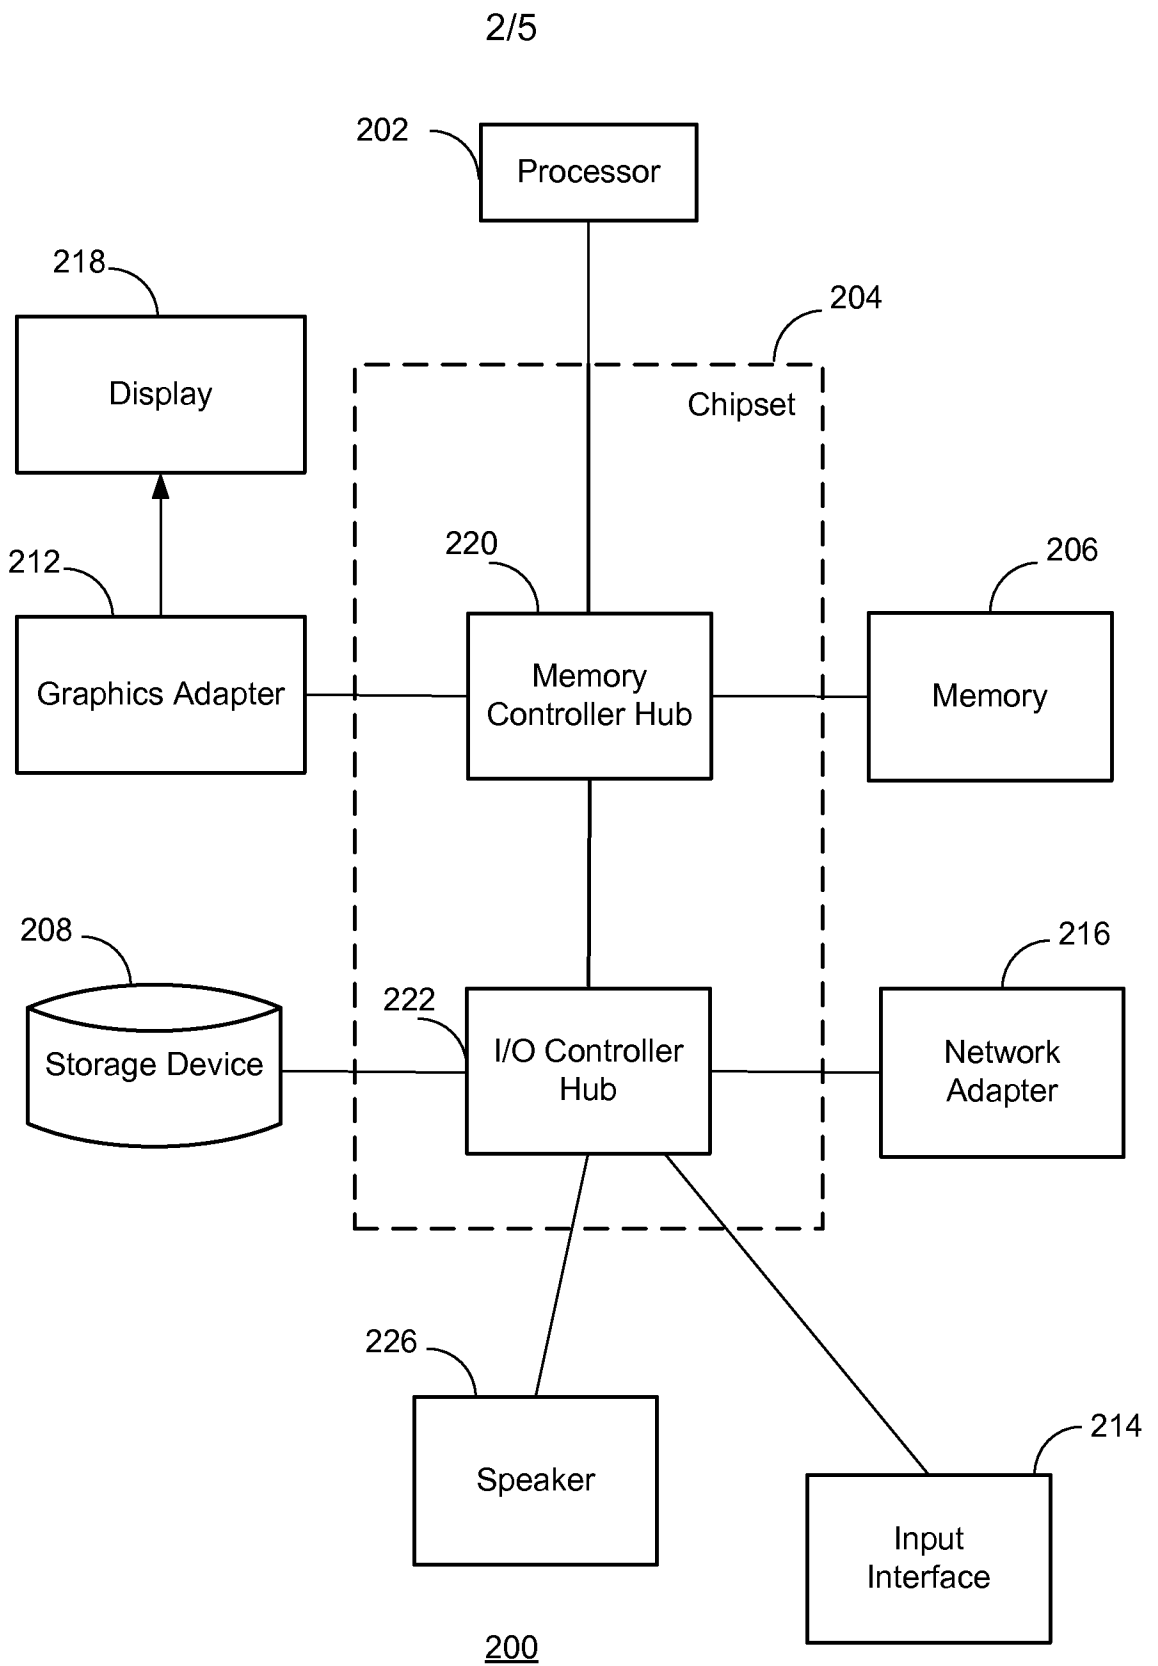 2/5
202
Processor
218
204
Display
Chipset
212
220
206
Graphics Adapter
Memory
Controller Hub
Memory
208
222
216
Storage Device
I/O Controller
Hub
Network
Adapter
226
214
Speaker
Input
Interface
200